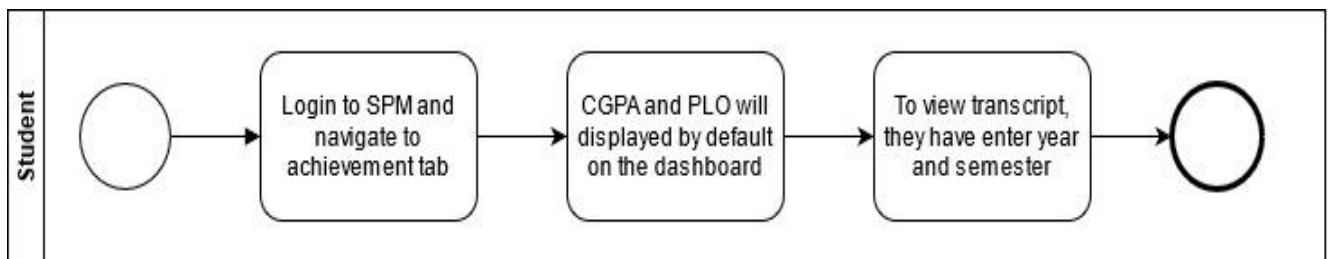 Student
Login to SPM and
navigate to
achievement tab
CGPA and PLO will
displayed by default
on the dashboard
To view transcript,
they have enter year
and semester